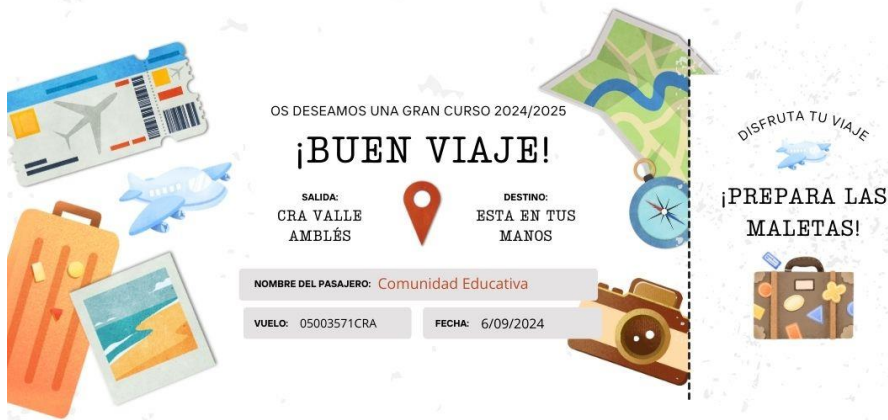 OS DESEAMOS UNA GRAN CURSO 2024/2025
¡BUEN VIAJE!
SALIDA:
CRA VALLE
AMBLÉS
DESTINO:
ESTA EN TUS
MANOS
NOMBRE DEL PASAJERO: Comunidad Educativa
VUELO: 05003571CRA
FECHA: 6/09/2024
DISFRUTA TU VIAJE
¡PREPARA LAS
MALETAS!